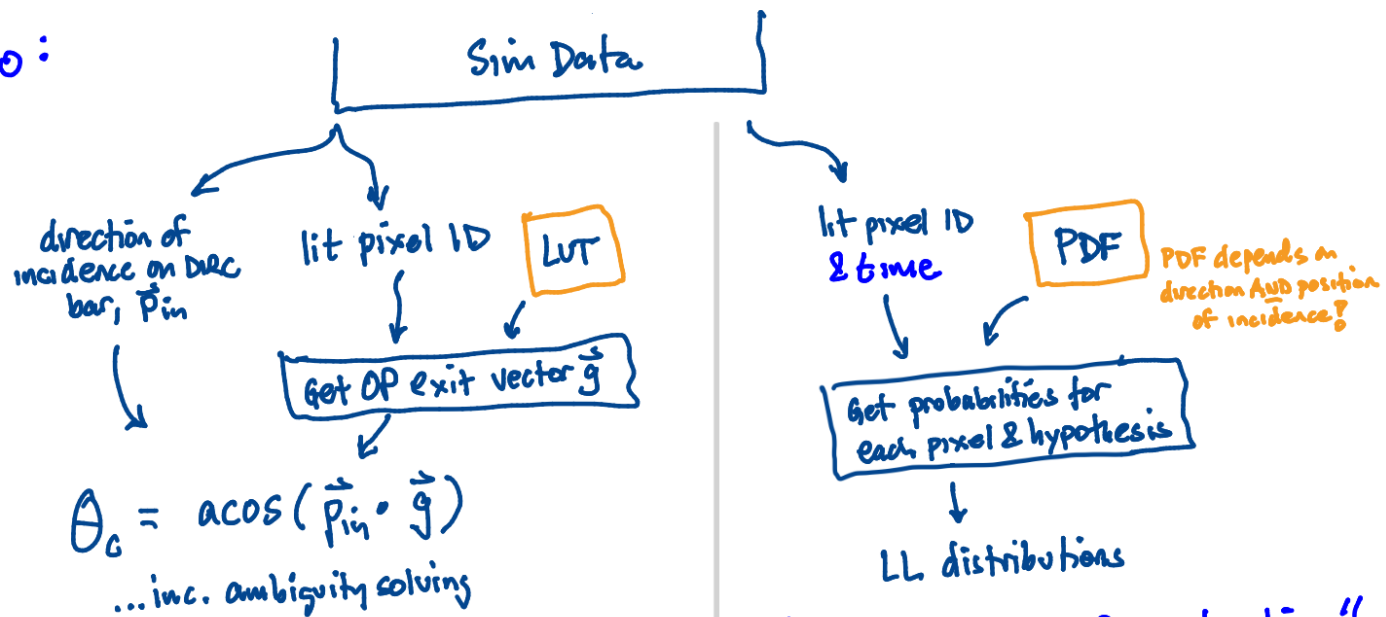 o:
Sim Data
direction of
incidence on DIRC
bar, p⃗in
lit pixel ID
LUT
Get OP exit vector g⃗
θc = acos(p⃗in · g⃗)
...inc. ambiguity solving
lit pixel ID
& time
PDF
PDF depends on
direction AND position
of incidence!
Get probabilities for
each pixel & hypothesis
LL distributions